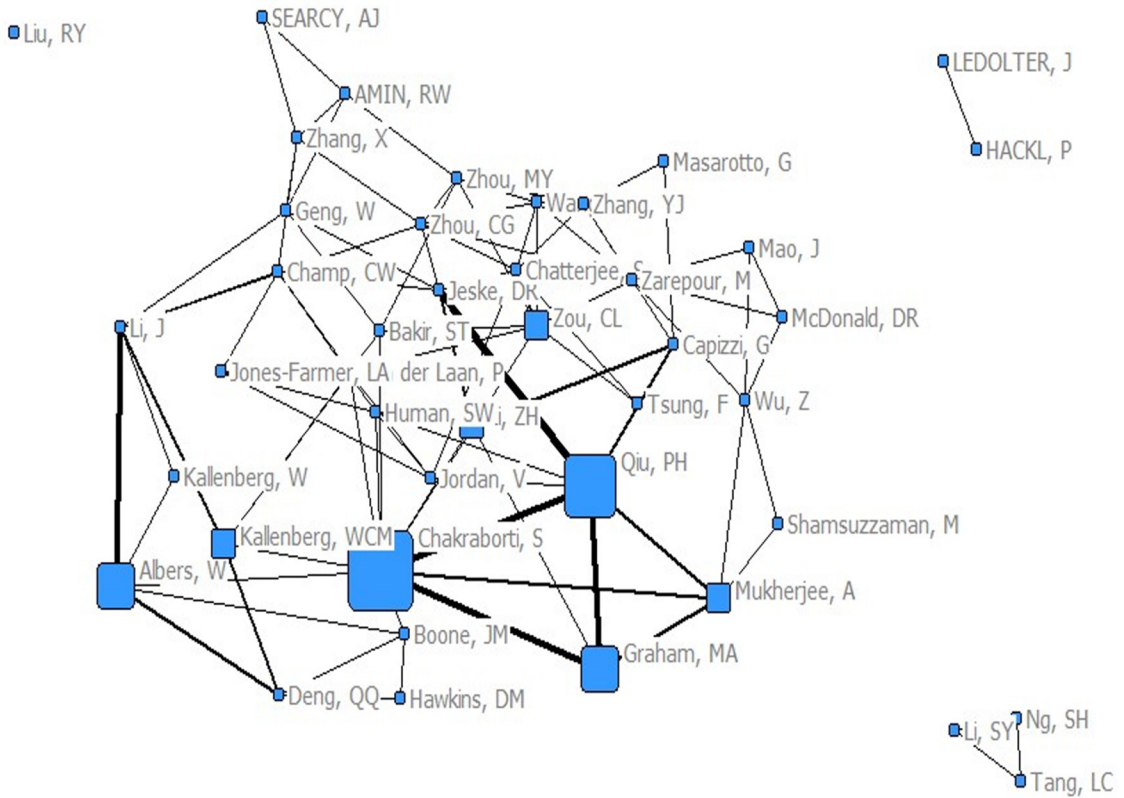 SEARCY, AJ
Liu, RY
LEDOLTER, J
AMIN, RW
Zhang, X
HACKL, P
Masarotto, G
Zhou, MY
Wa
Zhang, YJ
Geng, W
Zhou, CG
Mao, J
Champ, CW
Chatterjee, S
Zarepour, M
Jeske, DR
Li, J
Bakir, ST
Zou, CL
McDonald, DR
Capizzi, G
Jones-Farmer, LA
der Laan, P
Human, SW
i, ZH
Tsung, F
Wu, Z
Qiu, PH
Kallenberg, W
Jordan, V
Shamsuzzaman, M
Kallenberg, WCM
Chakraborti, S
Albers, W
Mukherjee, A
Boone, JM
Graham, MA
Deng, QQ
Hawkins, DM
Ng, SH
Li, SY
Tang, LC